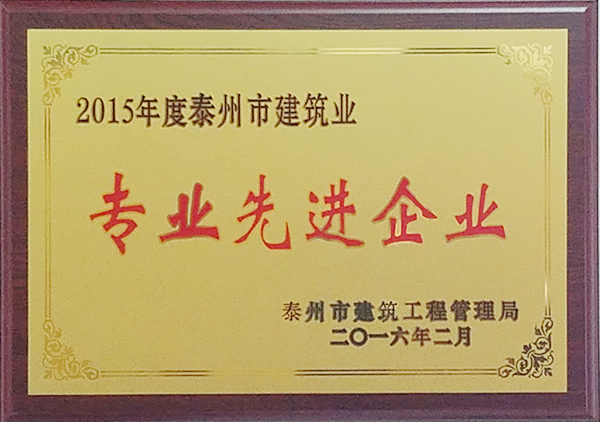 2015年度泰州市建筑业
专业先进企业
泰州市建筑工程管理局
二〇一六年二月